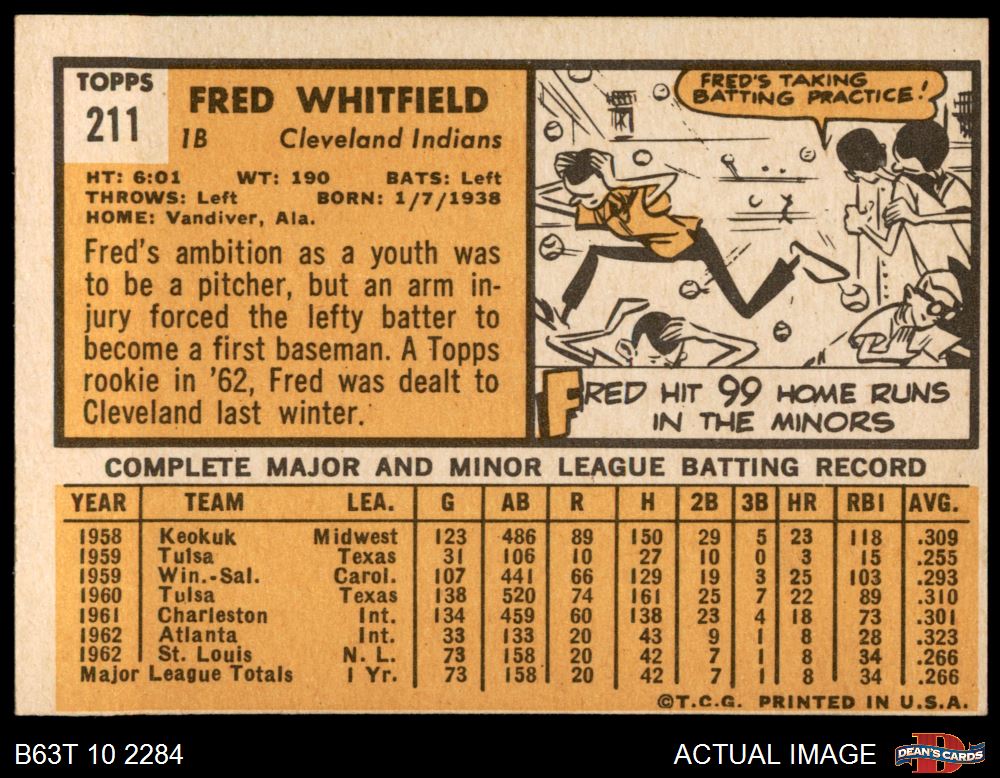 TOPPS
211
FRED WHITFIELD
1B Cleveland Indians
HT: 6:01 WT: 190 BATS: Left
THROWS: Left BORN: 1/7/1938
HOME: Vandiver, Ala.
Fred's ambition as a youth was
to be a pitcher, but an arm in-
jury forced the lefty batter to
become a first baseman. A Topps
rookie in '62, Fred was dealt to
Cleveland last winter.
FRED'S TAKING
BATTING PRACTICE!
FRED HIT 99 HOME RUNS
IN THE MINORS
COMPLETE MAJOR AND MINOR LEAGUE BATTING RECORD
YEAR TEAM LEA. G AB R H 2B 3B HR RBI AVG.
1958 Keokuk Midwest 123 486 89 150 29 5 23 118 .309
1959 Tulsa Texas 31 106 10 27 10 0 3 15 .255
1959 Win.-Sal. Carol. 107 441 66 129 19 3 25 103 .293
1960 Tulsa Texas 138 520 74 161 25 7 22 89 .310
1961 Charleston Int. 134 459 60 138 23 4 18 73 .301
1962 Atlanta Int. 33 133 20 43 9 1 8 28 .323
1962 St. Louis N. L. 73 158 20 42 7 1 8 34 .266
Major League Totals 1 Yr. 73 158 20 42 7 1 8 34 .266
©T.C.G. PRINTED IN U.S.A.
B63T 10 2284
ACTUAL IMAGE
DEAN'S CARDS